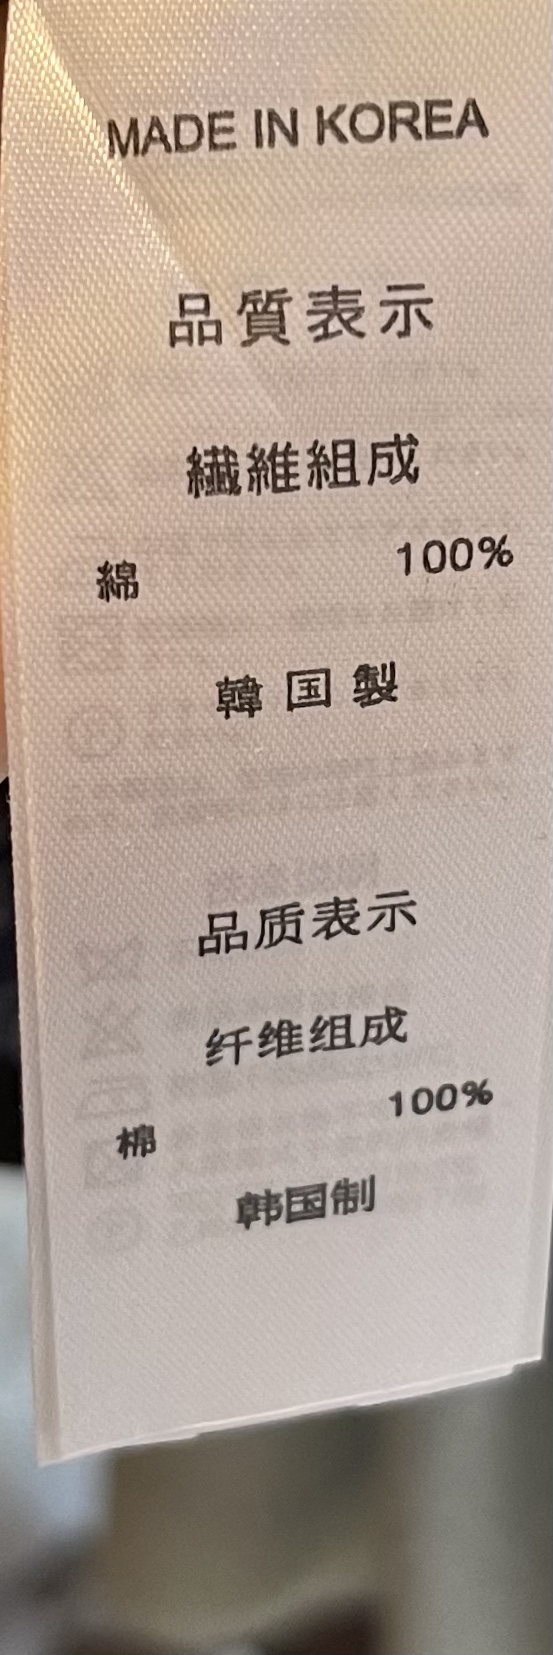 MADE IN KOREA
品質表示
繊維組成
綿 100%
韓国製
品质表示
纤维组成
棉 100%
韩国制